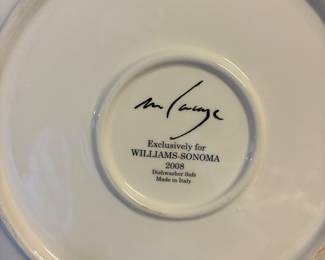 Exclusively for
WILLIAMS-SONOMA
2008
Dishwasher Safe
Made in Italy